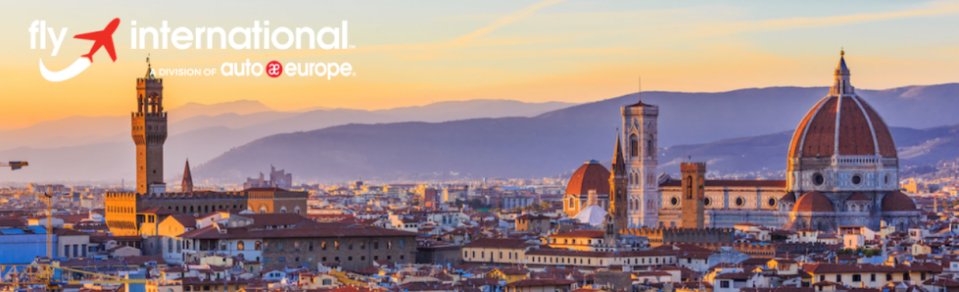 fly international.
A DIVISION OF auto æ europe®